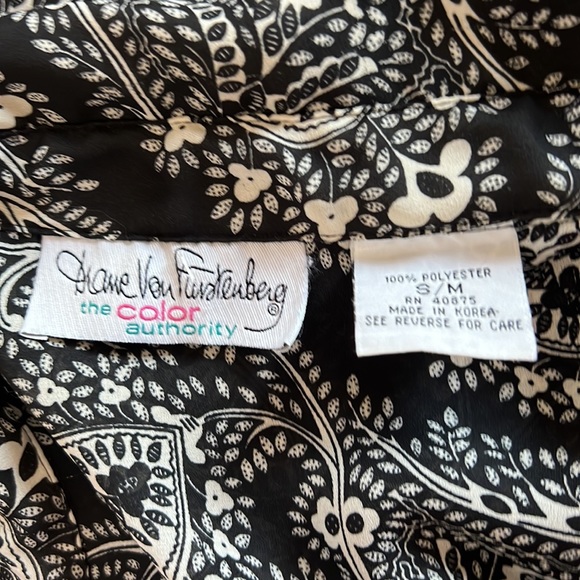 Diane Von Furstenberg®
the color
authority
100% POLYESTER
S/M
RN 40875
MADE IN KOREA
SEE REVERSE FOR CARE